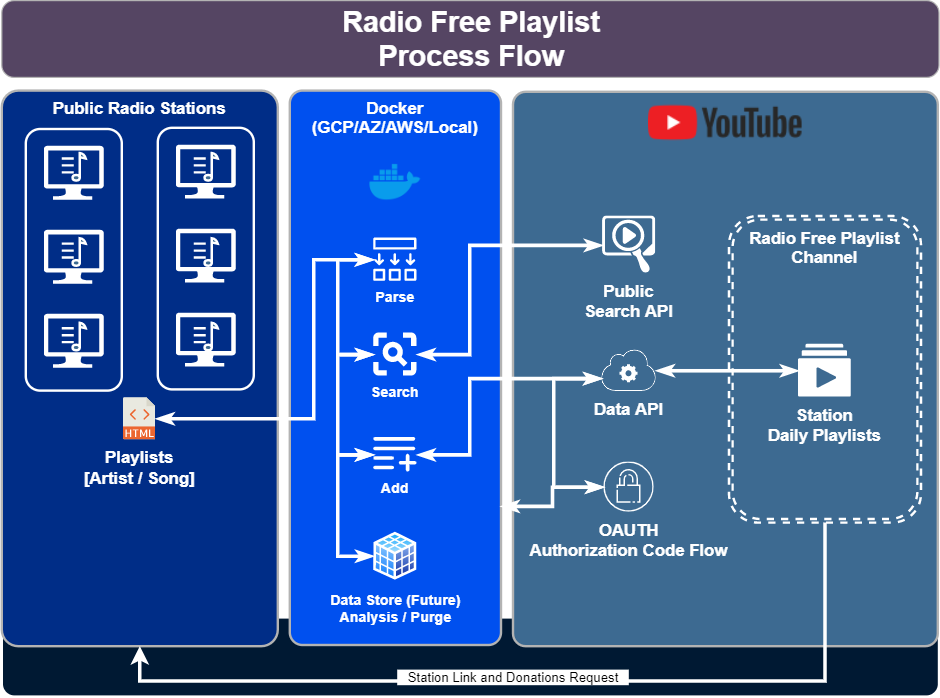 Radio Free Playlist
Process Flow
Public Radio Stations
HTML
Playlists
[Artist / Song]
Docker
(GCP/AZ/AWS/Local)
Parse
Search
Add
Data Store (Future)
Analysis / Purge
YouTube
Public
Search API
Data API
OAUTH
Authorization Code Flow
Radio Free Playlist
Channel
Station
Daily Playlists
Station Link and Donations Request